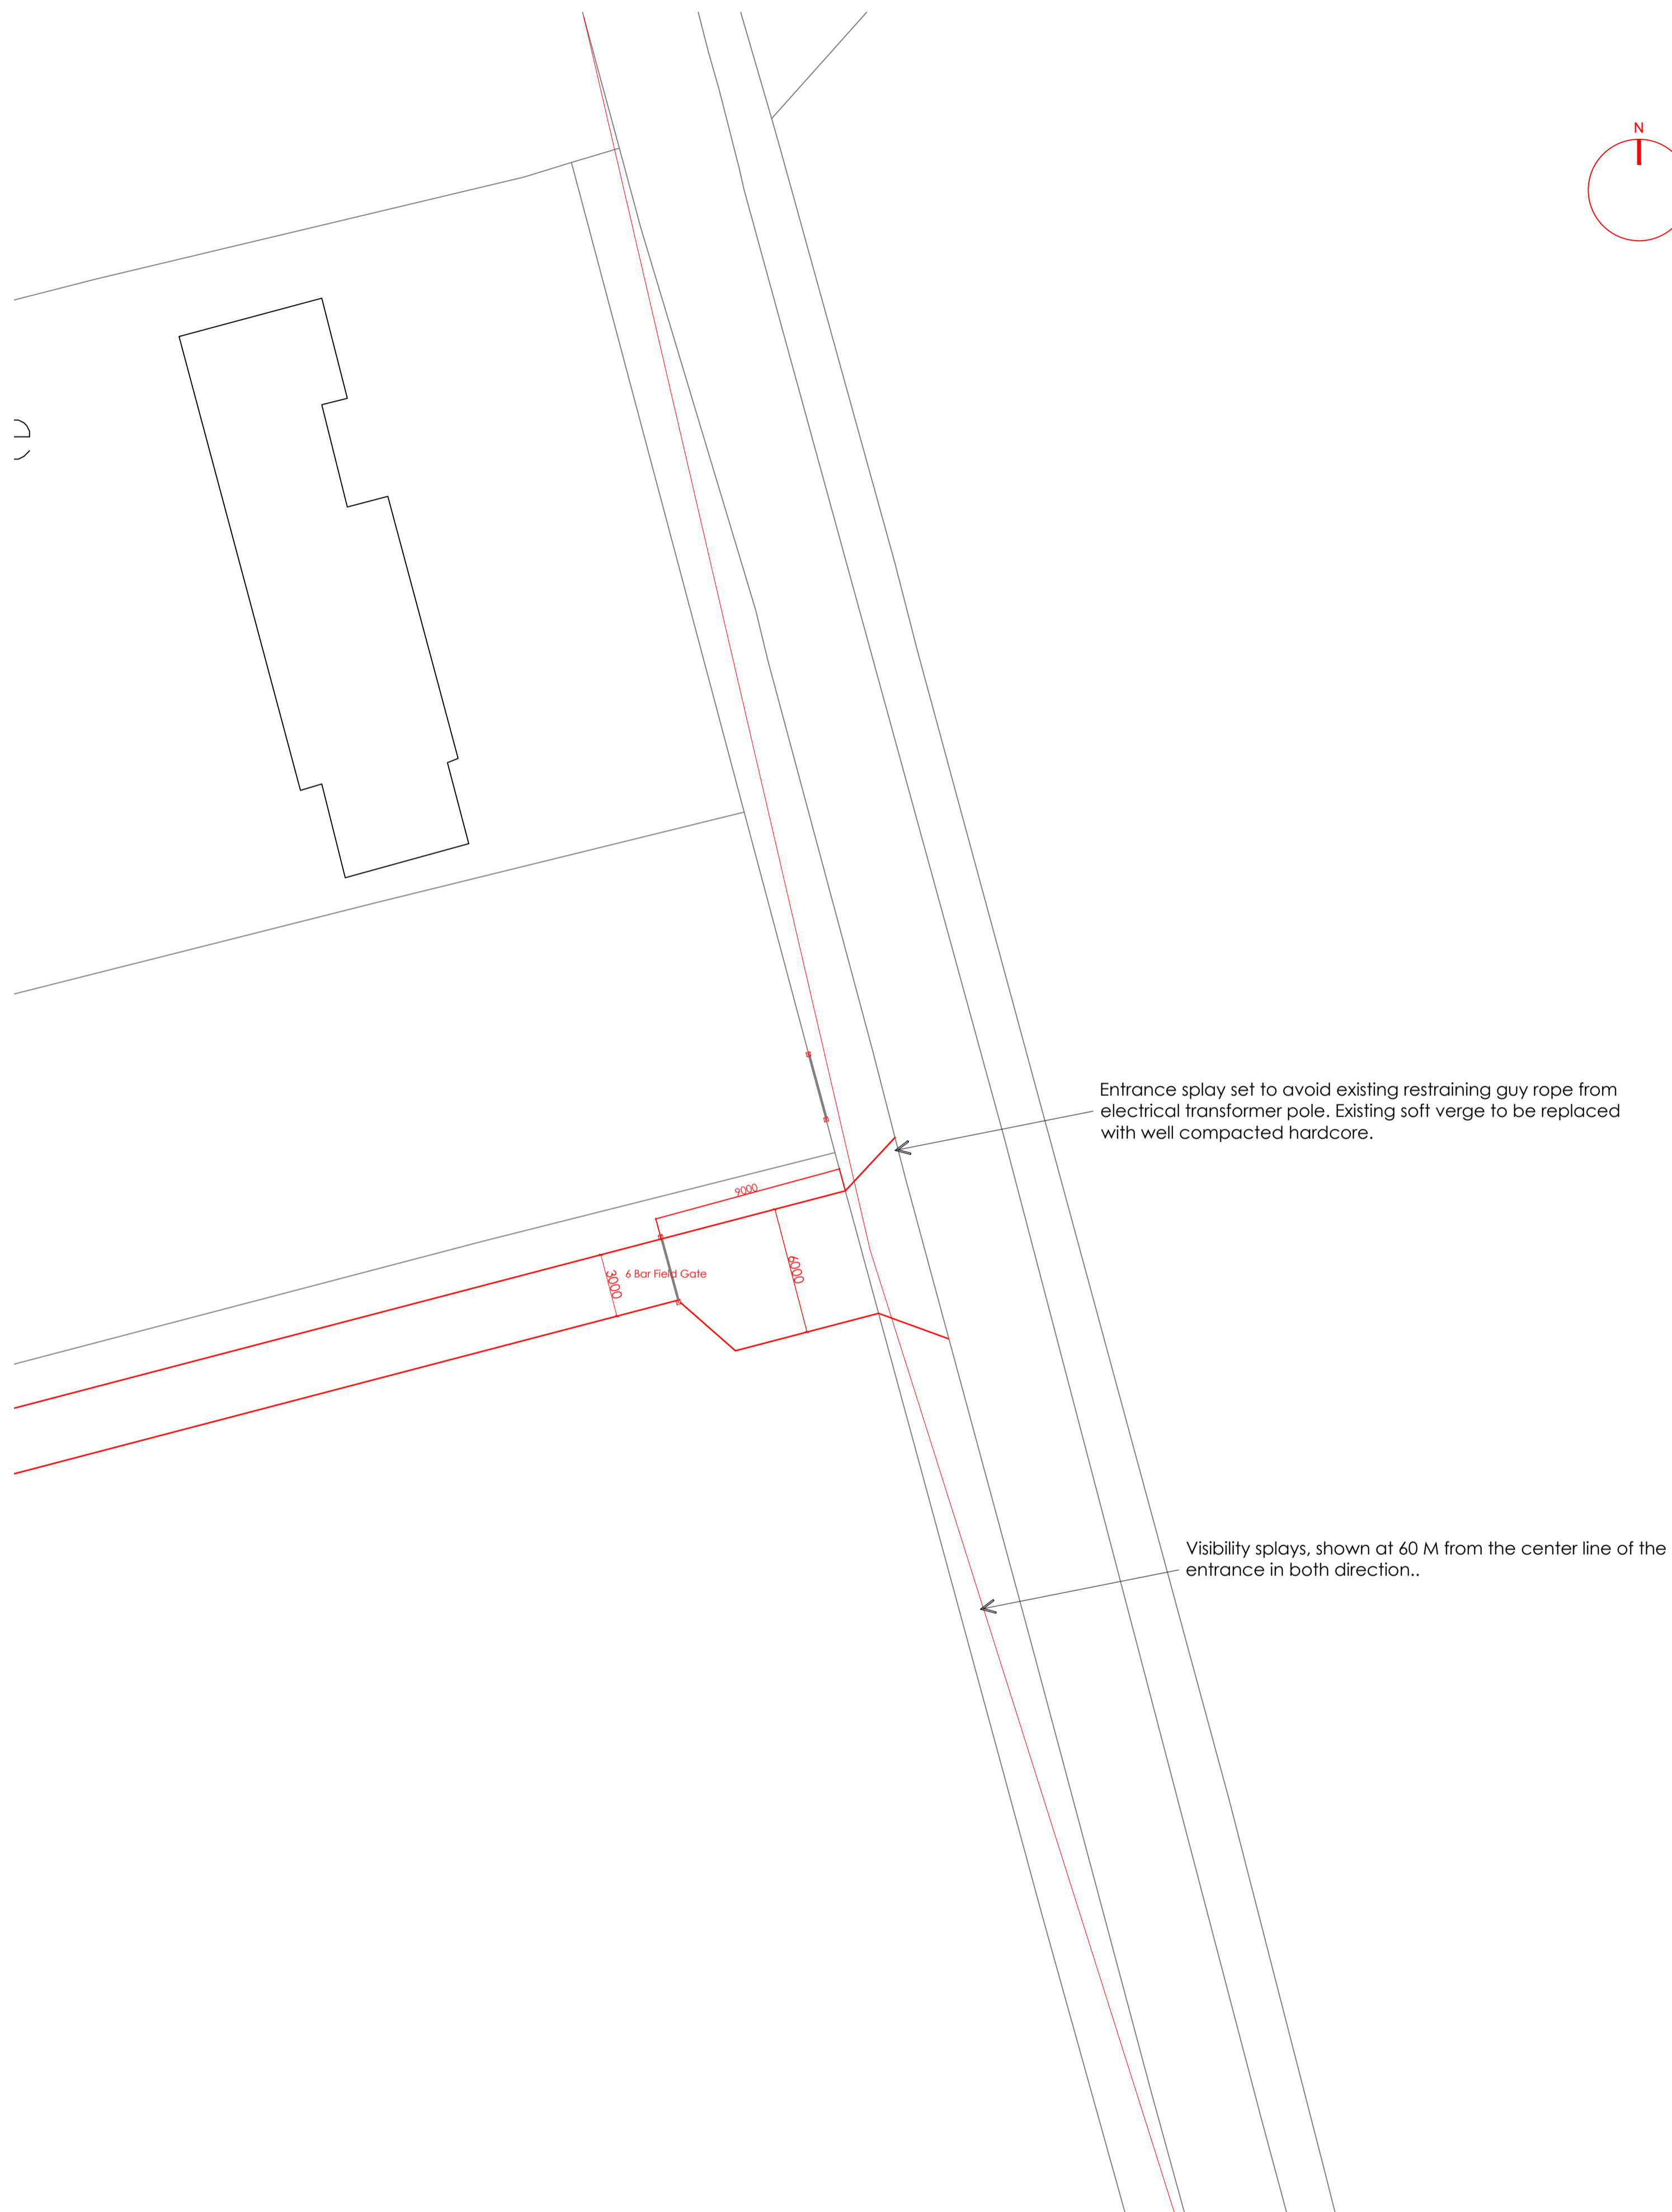 N
e
Entrance splay set to avoid existing restraining guy rope from
electrical transformer pole. Existing soft verge to be replaced
with well compacted hardcore.
9000
6000
3000
6 Bar Field Gate
Visibility splays, shown at 60 M from the center line of the
entrance in both direction..